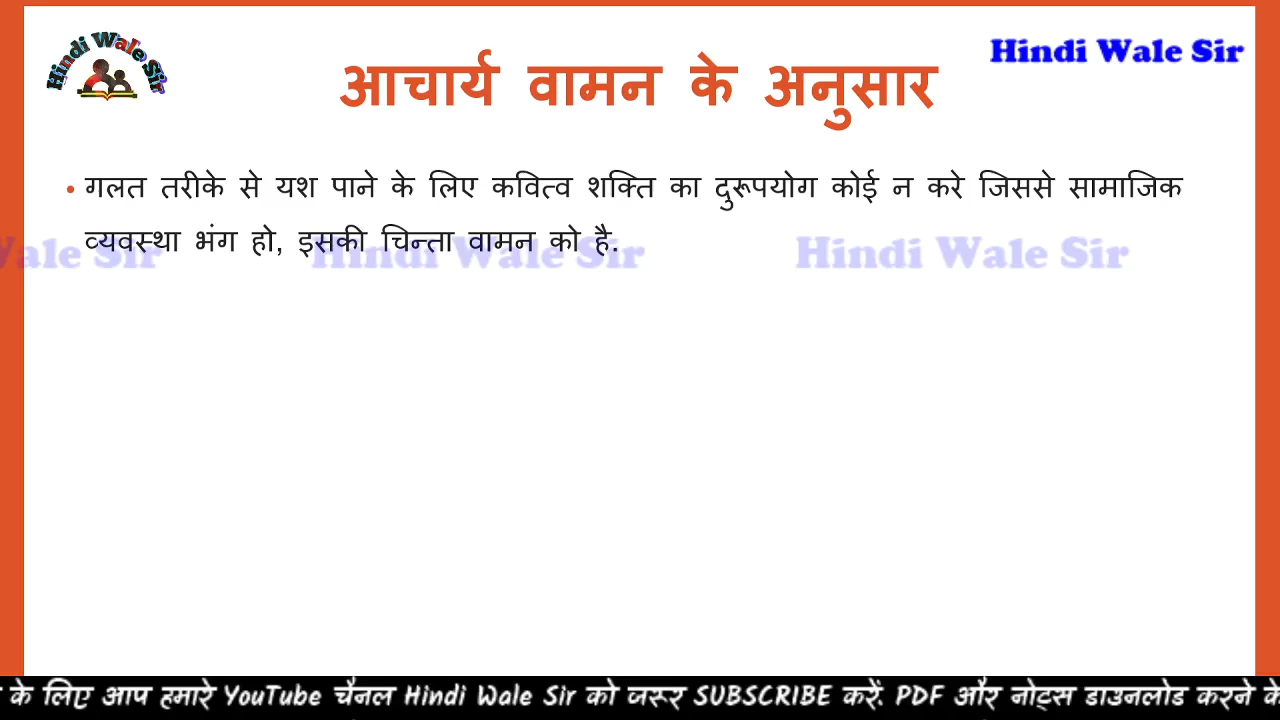 Hindi Wale Sir
Hindi Wale Sir
आचार्य वामन के अनुसार
• गलत तरीके से यश पाने के लिए कवित्व शक्ति का दुरूपयोग कोई न करे जिससे सामाजिक
व्यवस्था भंग हो, इसकी चिन्ता वामन को है.
Wale Sir Hindi Wale Sir Hindi Wale Sir
के लिए आप हमारे YouTube चैनल Hindi Wale Sir को जरूर SUBSCRIBE करें. PDF और नोट्स डाउनलोड करने के